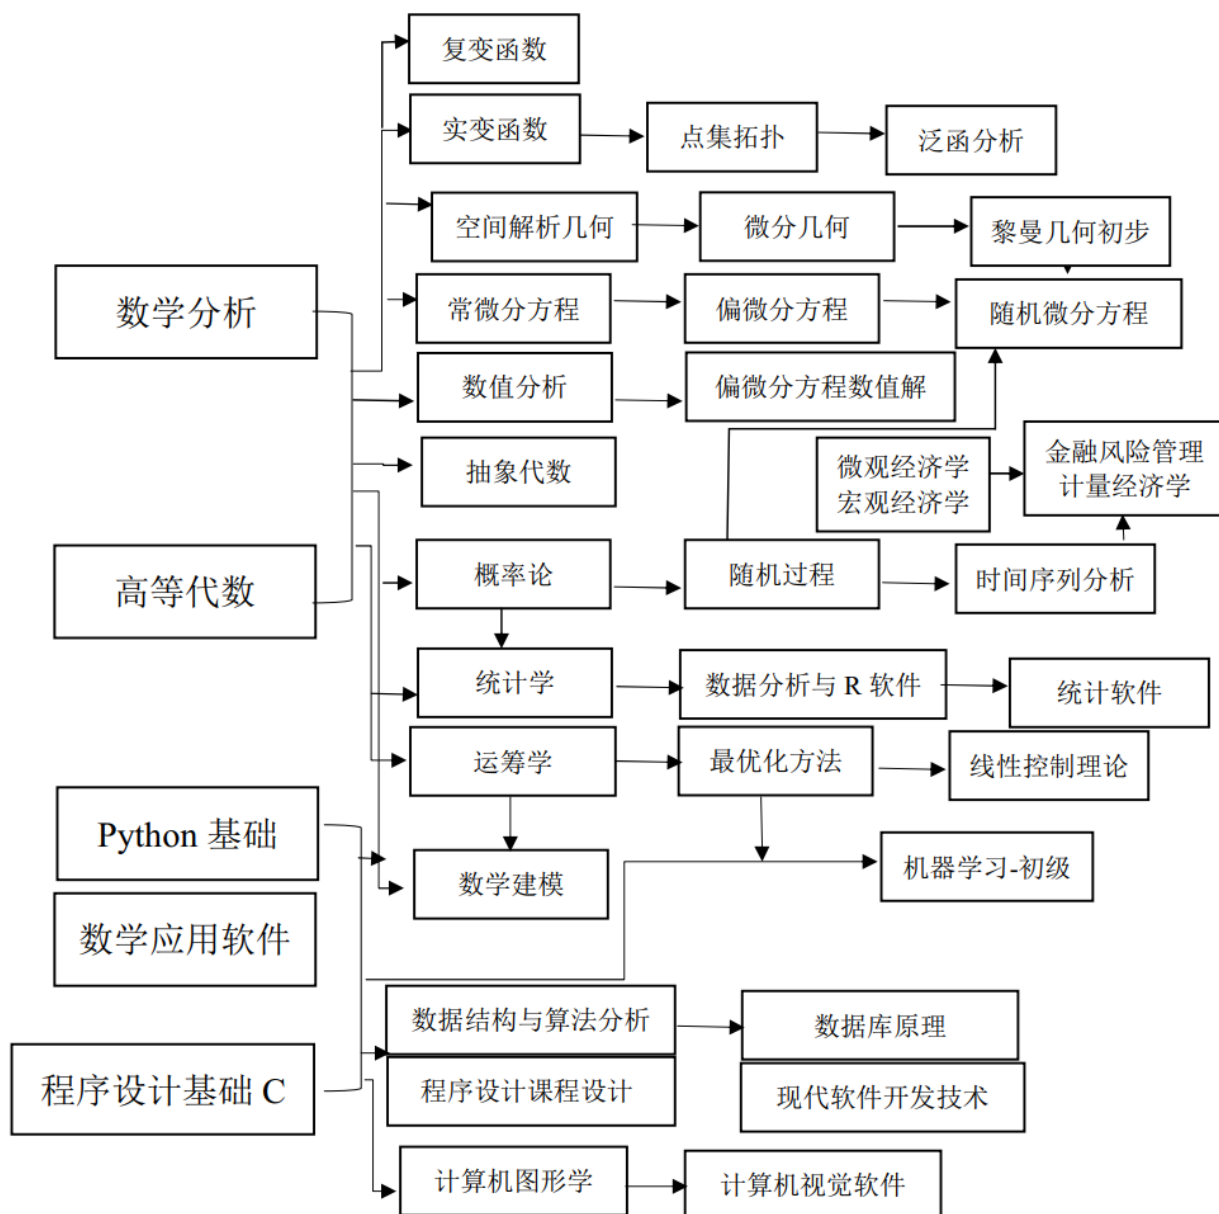 复变函数
实变函数
点集拓扑
泛函分析
空间解析几何
微分几何
黎曼几何初步
数学分析
常微分方程
偏微分方程
随机微分方程
数值分析
偏微分方程数值解
抽象代数
微观经济学
宏观经济学
金融风险管理
计量经济学
高等代数
概率论
随机过程
时间序列分析
统计学
数据分析与 R 软件
统计软件
运筹学
最优化方法
线性控制理论
Python 基础
数学建模
机器学习-初级
数学应用软件
数据结构与算法分析
数据库原理
程序设计基础 C
程序设计课程设计
现代软件开发技术
计算机图形学
计算机视觉软件